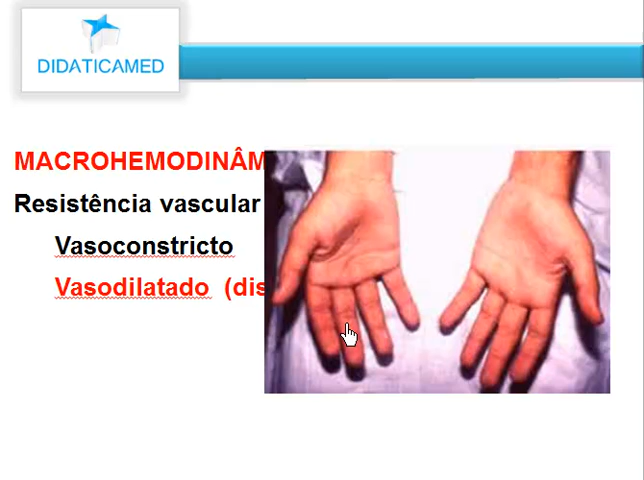 DIDATICAMED
MACROHEMODINÂM
Resistência vascular
Vasoconstricto
Vasodilatado (dis